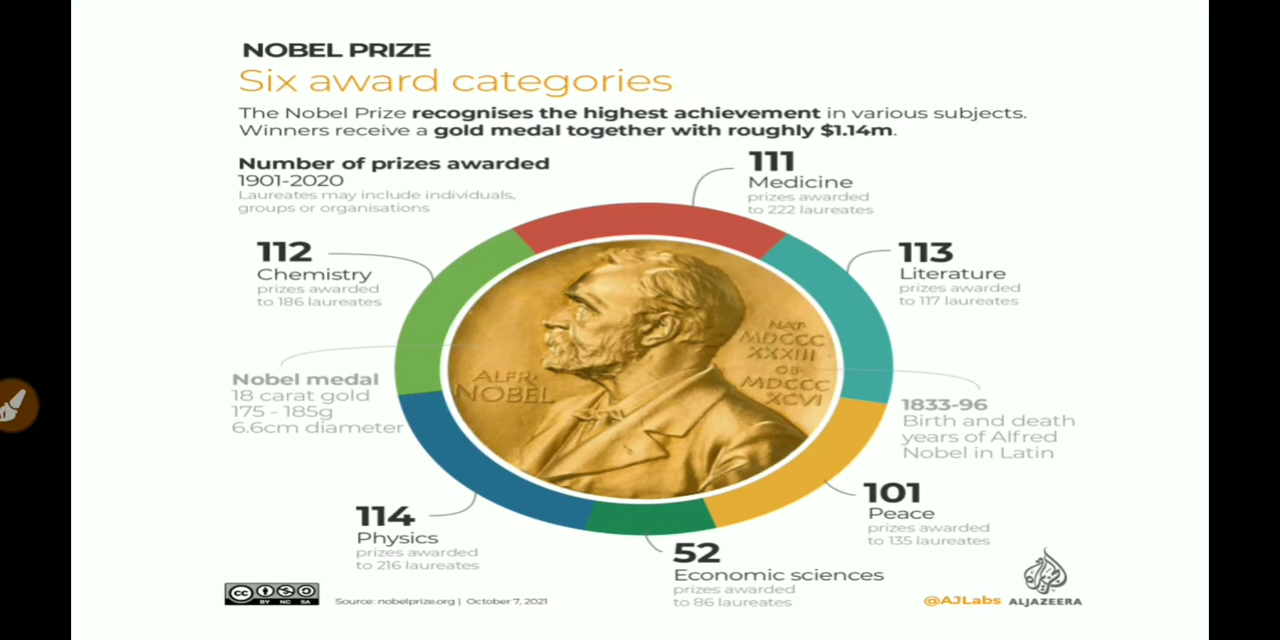 NOBEL PRIZE
Six award categories
The Nobel Prize recognises the highest achievement in various subjects.
Winners receive a gold medal together with roughly $1.14m.
Number of prizes awarded
1901-2020
Laureates may include individuals,
groups or organisations
111
Medicine
prizes awarded
to 222 laureates
112
Chemistry
prizes awarded
to 186 laureates
113
Literature
prizes awarded
to 117 laureates
ALFR·
NOBEL
NAT·
MDCCC
XXXIII
OB·
MDCCC
XCVI
Nobel medal
18 carat gold
175 - 185g
6.6cm diameter
1833-96
Birth and death
years of Alfred
Nobel in Latin
101
Peace
prizes awarded
to 135 laureates
114
Physics
prizes awarded
to 216 laureates
52
Economic sciences
prizes awarded
to 86 laureates
cc BY NC SA
Source: nobelprize.org | October 7, 2021
@AJLabs ALJAZEERA